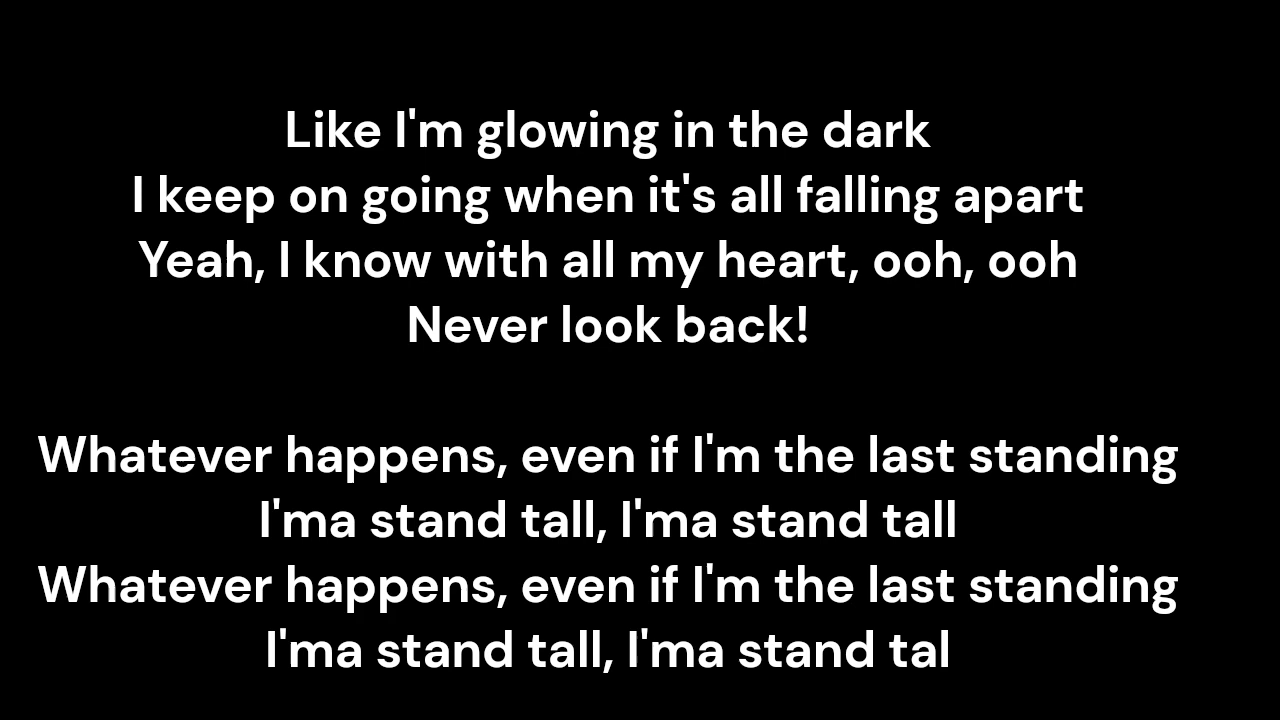 Like I'm glowing in the dark
I keep on going when it's all falling apart
Yeah, I know with all my heart, ooh, ooh
Never look back!
Whatever happens, even if I'm the last standing
I'ma stand tall, I'ma stand tall
Whatever happens, even if I'm the last standing
I'ma stand tall, I'ma stand tal